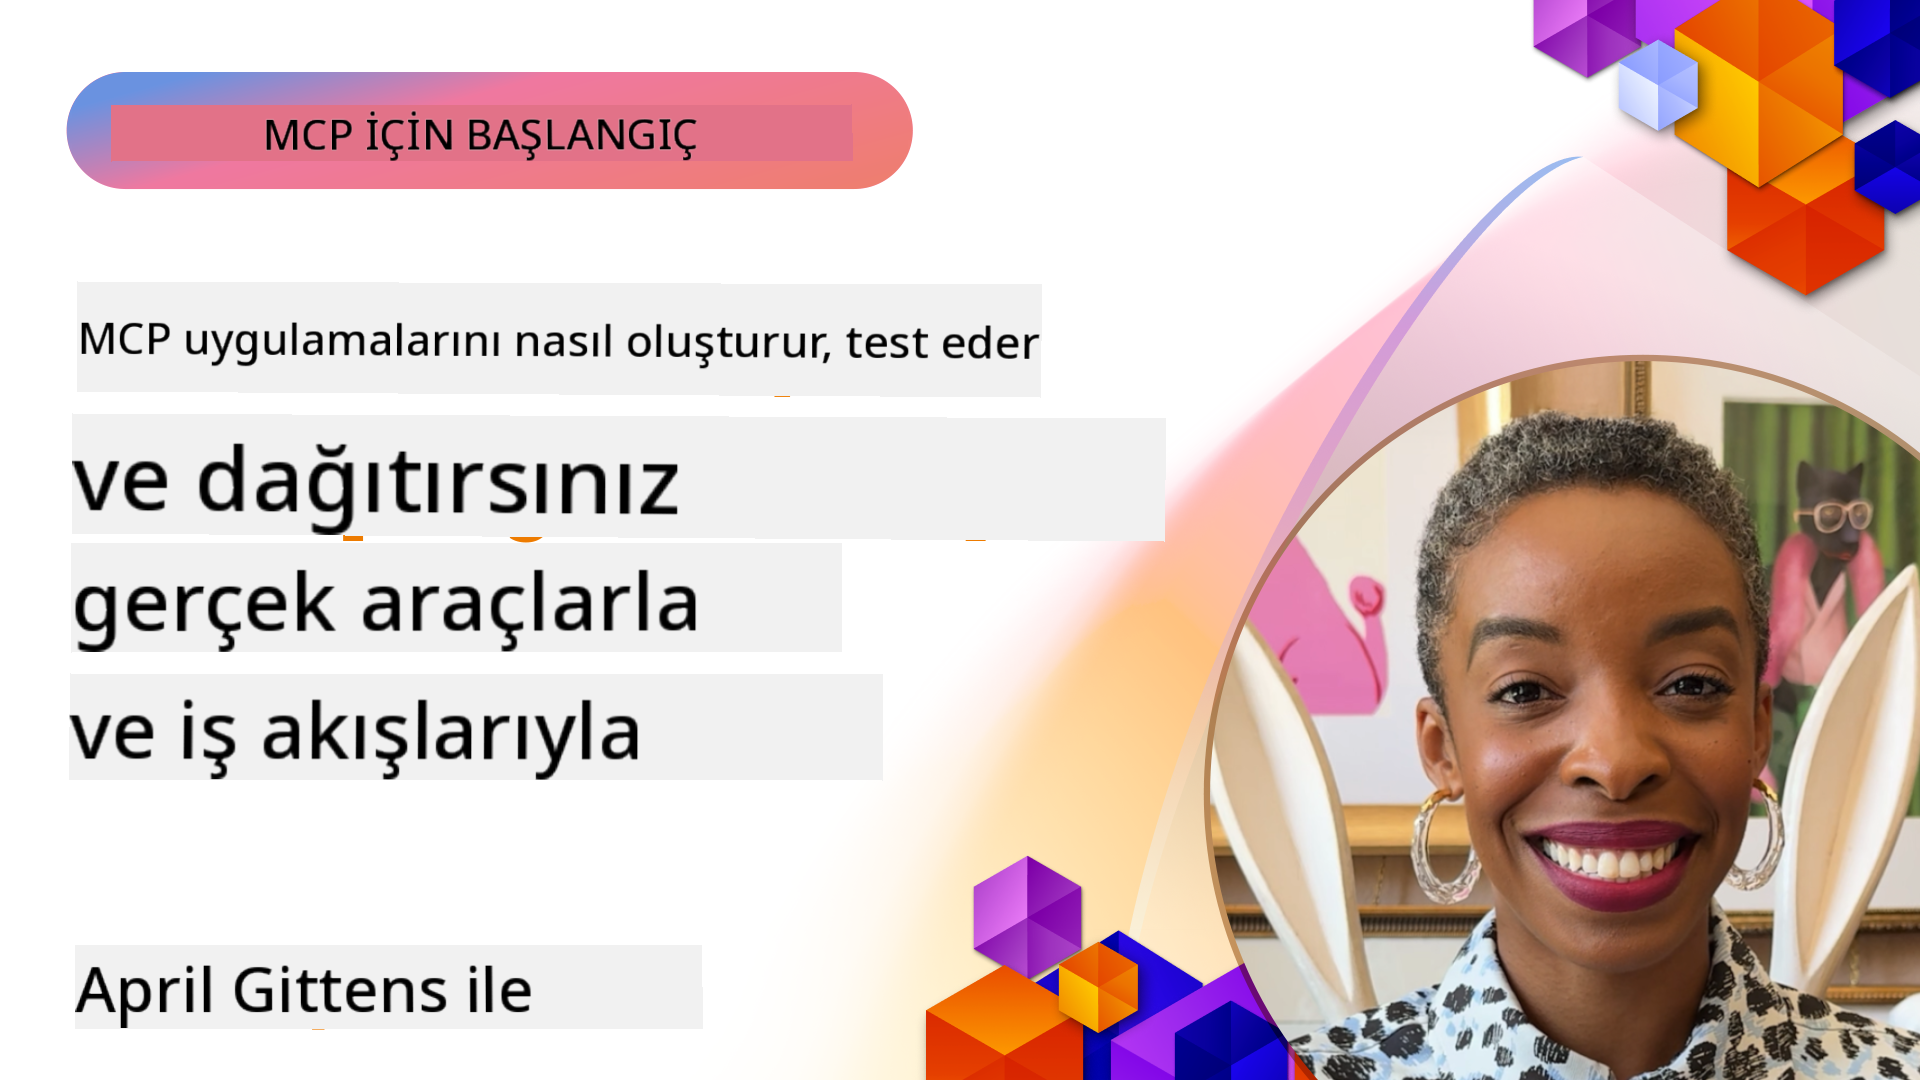 MCP İÇİN BAŞLANGIÇ
MCP uygulamalarını nasıl oluşturur, test eder
ve dağıtırsınız
gerçek araçlarla
ve iş akışlarıyla
April Gittens ile